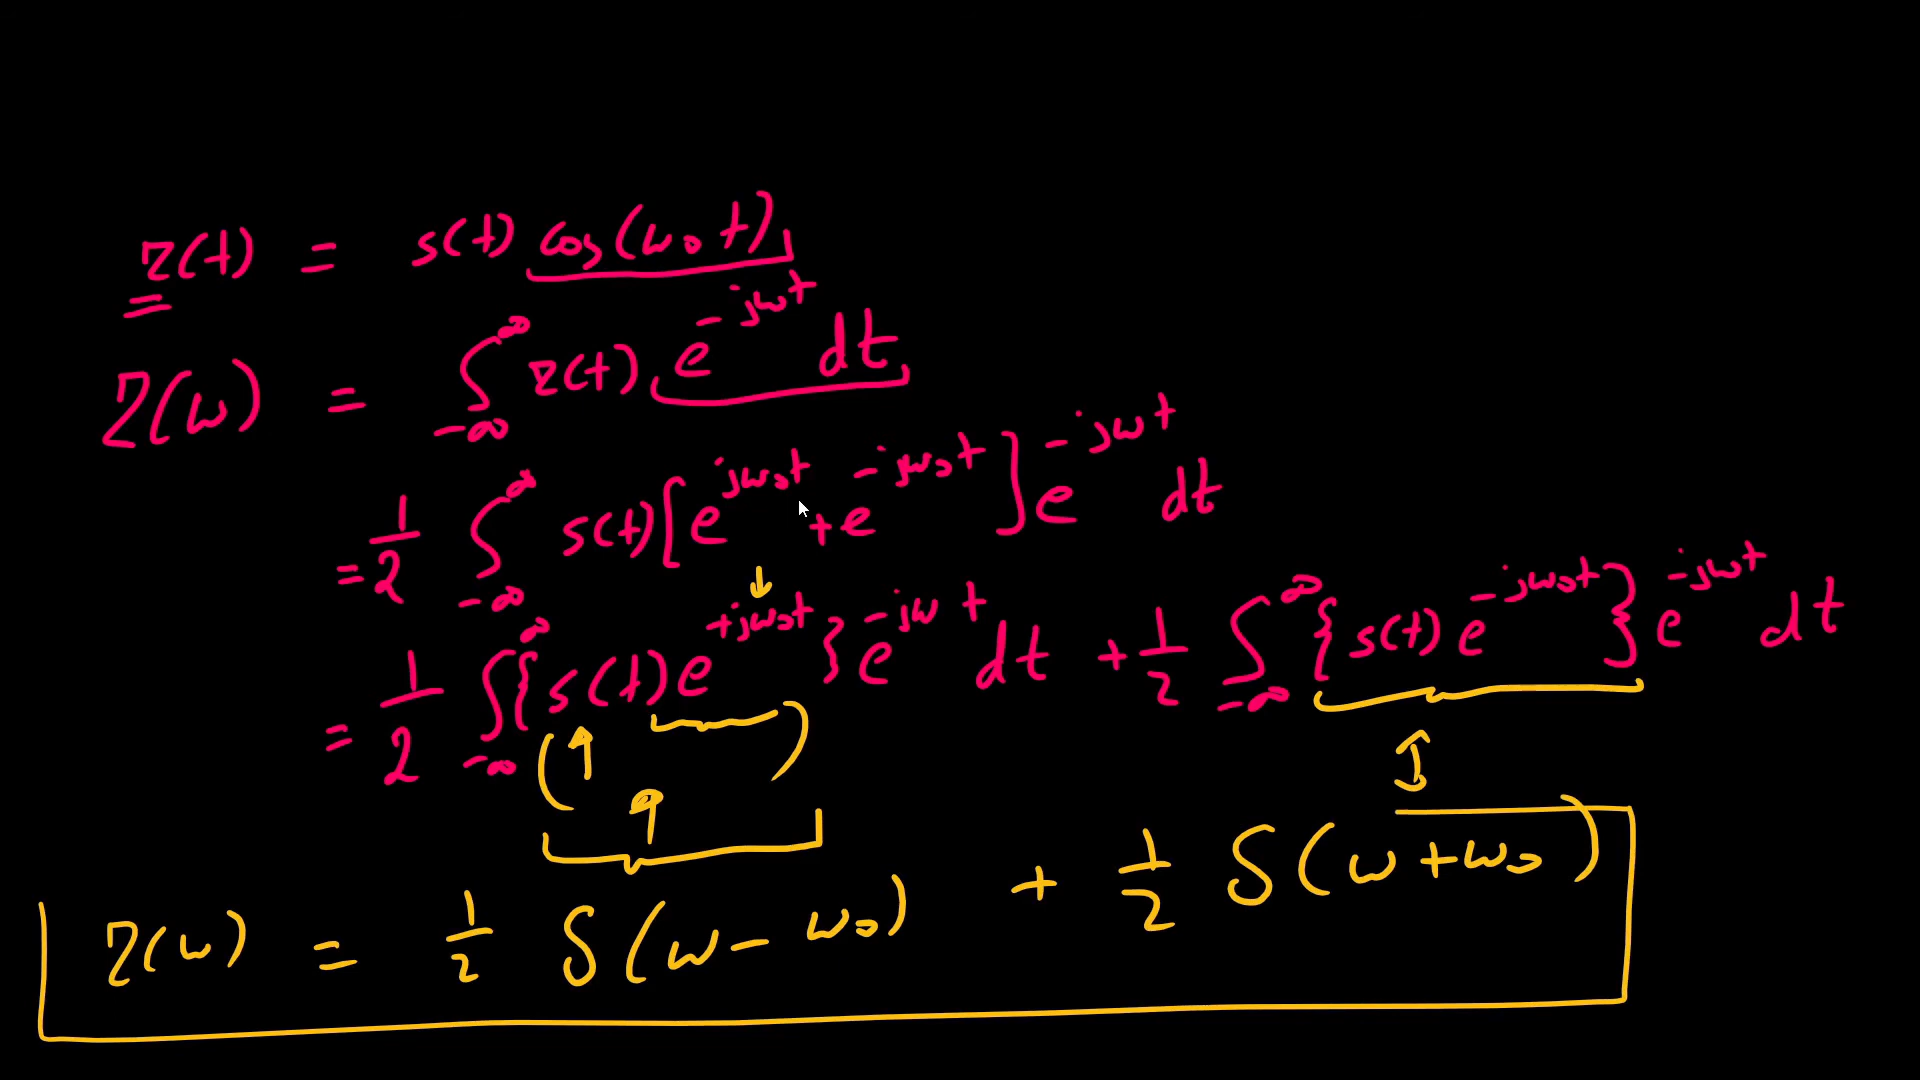 z(t) = s(t) cos(ω₀t)
Z(ω) = ∫_{-∞}^{∞} z(t) e^{-jωt} dt
= 1/2 ∫_{-∞}^{∞} s(t)[e^{jω₀t} + e^{-jω₀t}] e^{-jωt} dt
= 1/2 ∫_{-∞}^{∞} {s(t) e^{+jω₀t}} e^{-jωt} dt + 1/2 ∫_{-∞}^{∞} {s(t) e^{-jω₀t}} e^{-jωt} dt
Z(ω) = 1/2 S(ω - ω₀) + 1/2 S(ω + ω₀)